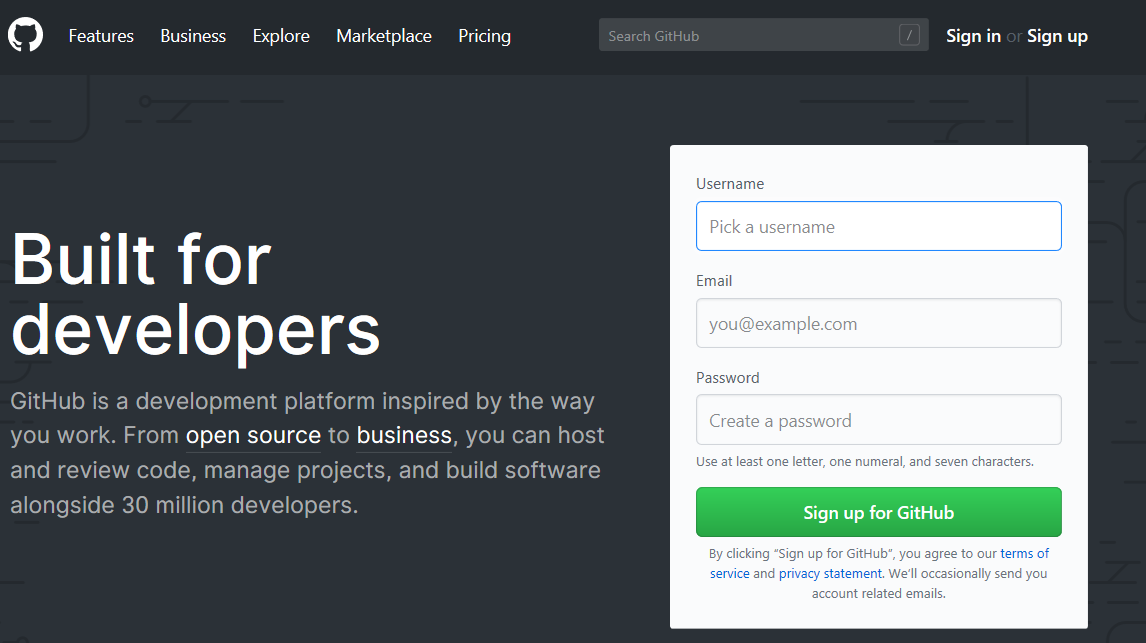 Features Business Explore Marketplace Pricing Search GitHub / Sign in or Sign up
Built for
developers
GitHub is a development platform inspired by the way
you work. From open source to business, you can host
and review code, manage projects, and build software
alongside 30 million developers.
Username
Pick a username
Email
you@example.com
Password
Create a password
Use at least one letter, one numeral, and seven characters.
Sign up for GitHub
By clicking “Sign up for GitHub”, you agree to our terms of
service and privacy statement. We’ll occasionally send you
account related emails.